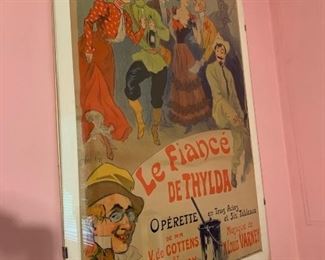 Le Fiancé
DE THYLDA
OPÉRETTE en Trois Actes
et Six Tableaux
DE MM
V. de COTTENS
Musique de
Louis VARNEY